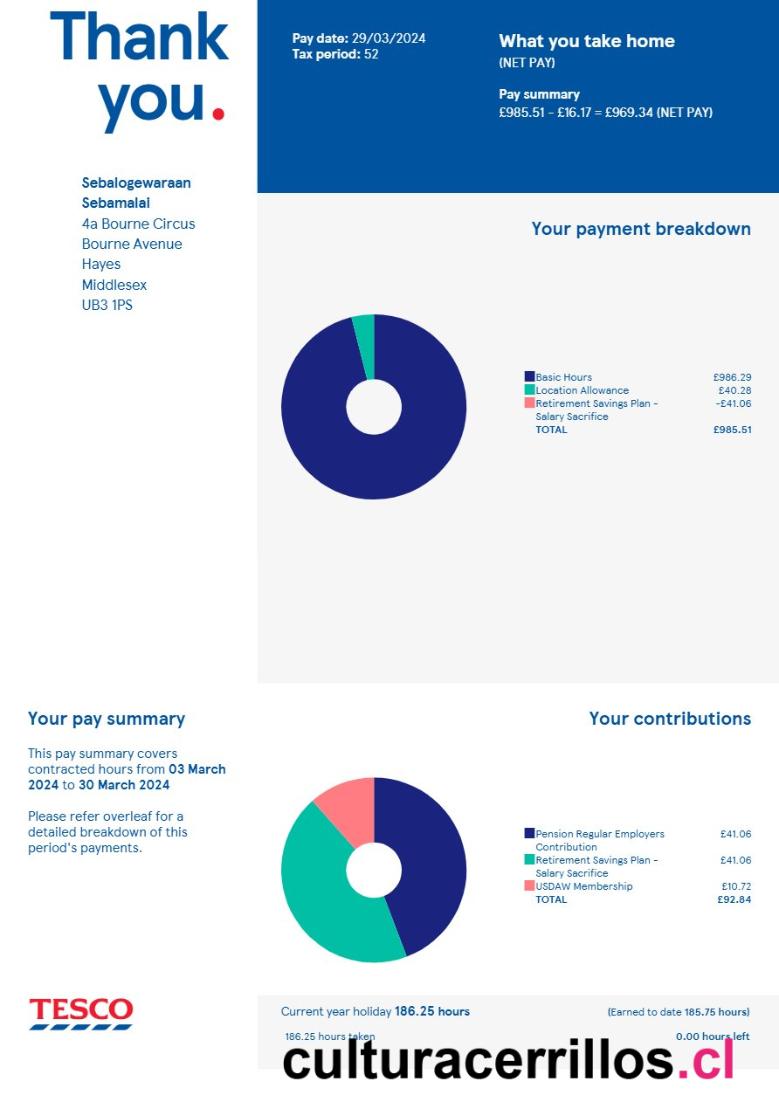 Thank
you.
Pay date: 29/03/2024
Tax period: 52
What you take home
(NET PAY)
Pay summary
£985.51 - £16.17 = £969.34 (NET PAY)
Sebalogewaraan
Sebamalai
4a Bourne Circus
Bourne Avenue
Hayes
Middlesex
UB3 1PS
Your payment breakdown
Basic Hours £986.29
Location Allowance £40.28
Retirement Savings Plan - -£41.06
Salary Sacrifice
TOTAL £985.51
Your pay summary
This pay summary covers
contracted hours from 03 March
2024 to 30 March 2024
Please refer overleaf for a
detailed breakdown of this
period's payments.
Your contributions
Pension Regular Employers £41.06
Contribution
Retirement Savings Plan - £41.06
Salary Sacrifice
USDAW Membership £10.72
TOTAL £92.84
TESCO
Current year holiday 186.25 hours (Earned to date 185.75 hours)
186.25 hours taken 0.00 hours left
culturacerrillos.cl